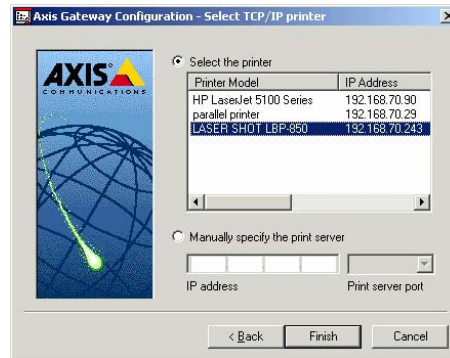 Axis Gateway Configuration - Select TCP/IP printer
AXIS
COMMUNICATIONS
Select the printer
Printer Model IP Address
HP LaserJet 5100 Series 192.168.70.90
parallel printer 192.168.70.29
LASER SHOT LBP-850 192.168.70.243
Manually specify the print server
IP address Print server port
< Back Finish Cancel